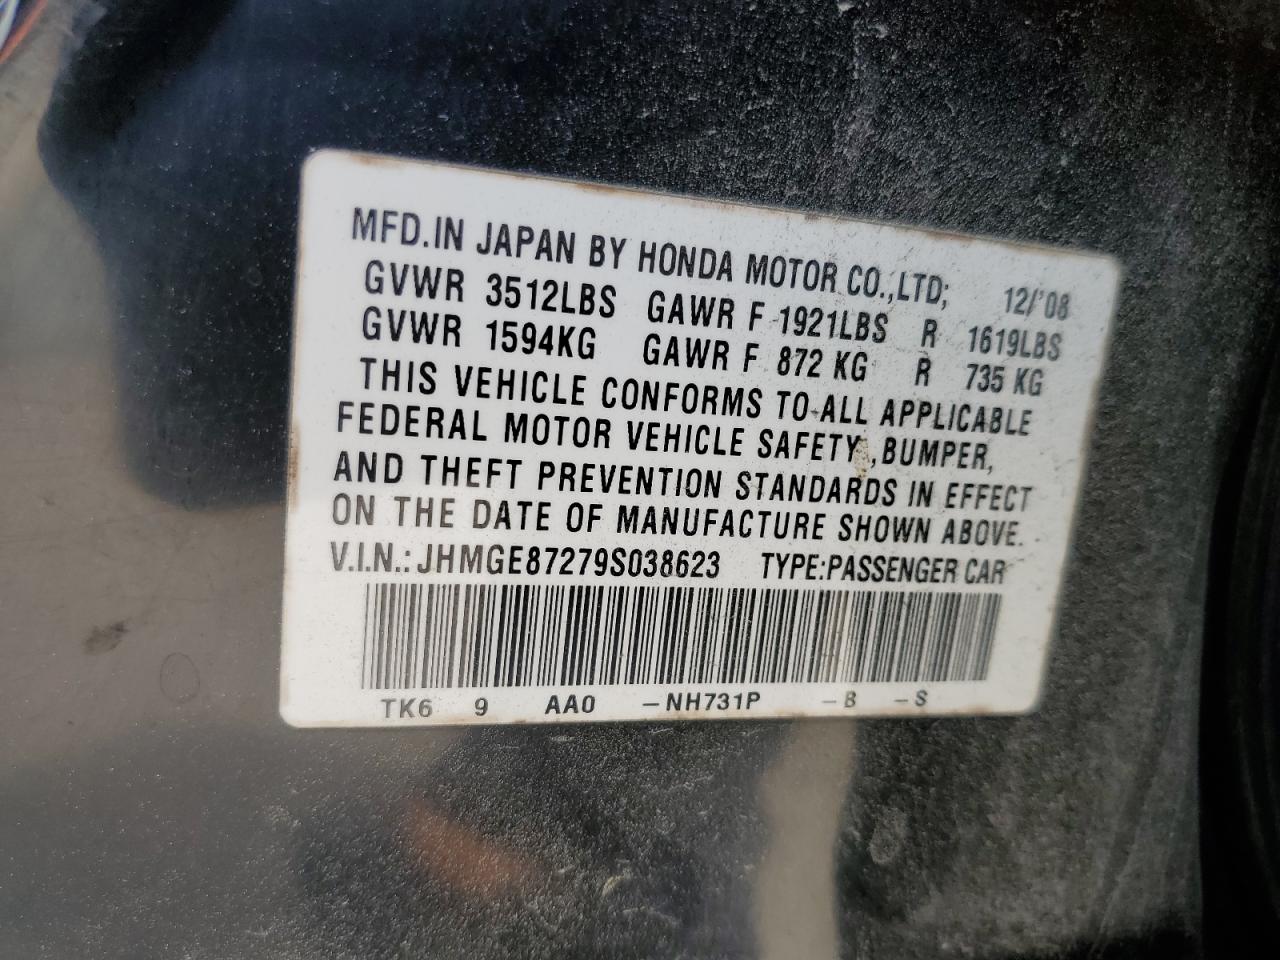 MFD.IN JAPAN BY HONDA MOTOR CO.,LTD; 12/'08
GVWR 3512LBS GAWR F 1921LBS R 1619LBS
GVWR 1594KG GAWR F 872 KG R 735 KG
THIS VEHICLE CONFORMS TO ALL APPLICABLE
FEDERAL MOTOR VEHICLE SAFETY ,BUMPER,
AND THEFT PREVENTION STANDARDS IN EFFECT
ON THE DATE OF MANUFACTURE SHOWN ABOVE.
V.I.N.: JHMGE87279S038623 TYPE:PASSENGER CAR
TK6 9 AA0 -NH731P -B -S